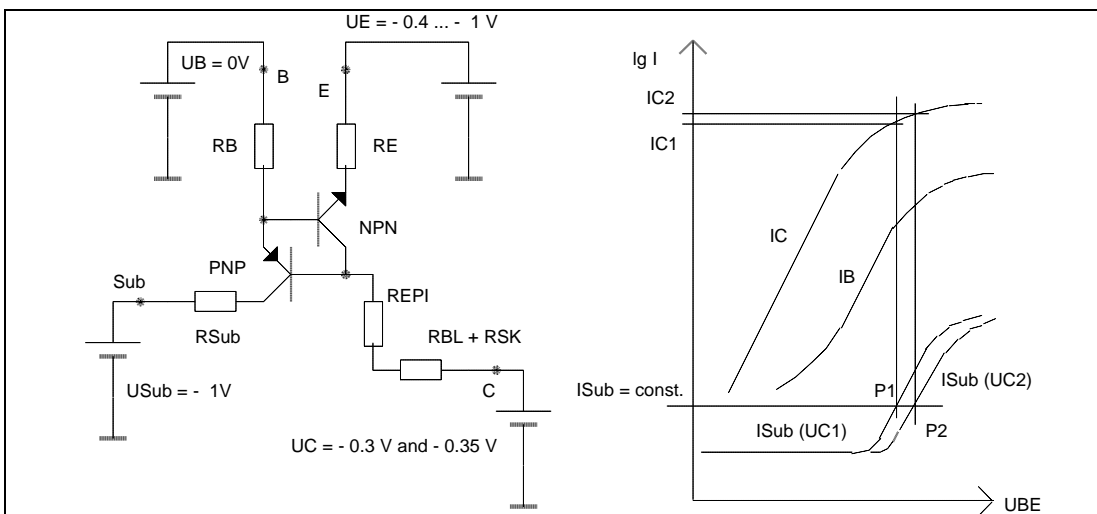 UE = - 0.4 ... - 1 V
UB = 0V
B
E
RB
RE
NPN
PNP
Sub
RSub
REPI
RBL + RSK
USub = - 1V
C
UC = - 0.3 V and - 0.35 V
lg I
IC2
IC1
IC
IB
ISub = const.
P1
ISub (UC2)
ISub (UC1)
P2
UBE